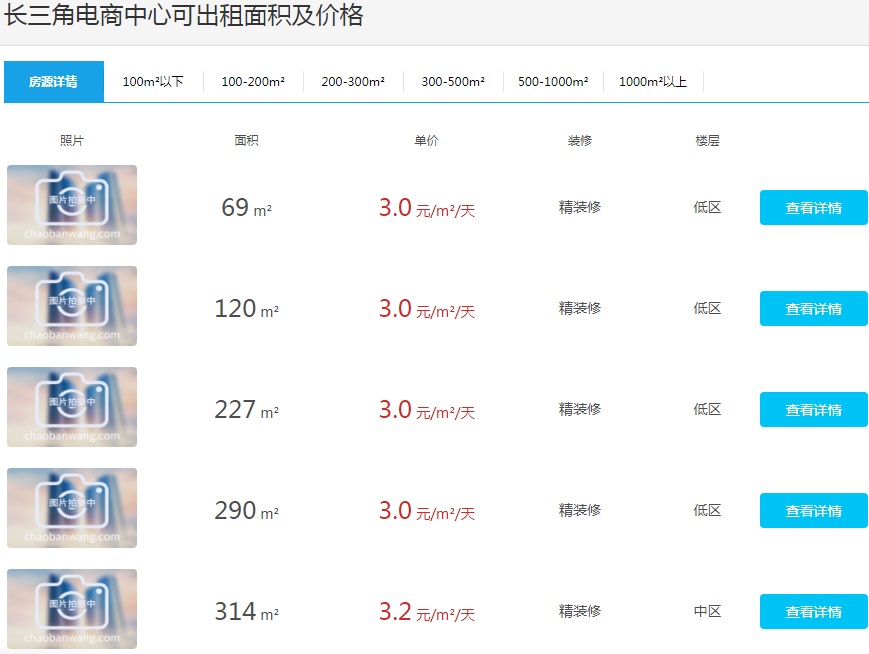 长三角电商中心可出租面积及价格
房源详情 100m²以下 100-200m² 200-300m² 300-500m² 500-1000m² 1000m²以上
照片 面积 单价 装修 楼层
图片拍摄中
chaobanwang.com
69 m² 3.0 元/m²/天 精装修 低区 查看详情
图片拍摄中
chaobanwang.com
120 m² 3.0 元/m²/天 精装修 低区 查看详情
图片拍摄中
chaobanwang.com
227 m² 3.0 元/m²/天 精装修 低区 查看详情
图片拍摄中
chaobanwang.com
290 m² 3.0 元/m²/天 精装修 低区 查看详情
图片拍摄中
chaobanwang.com
314 m² 3.2 元/m²/天 精装修 中区 查看详情